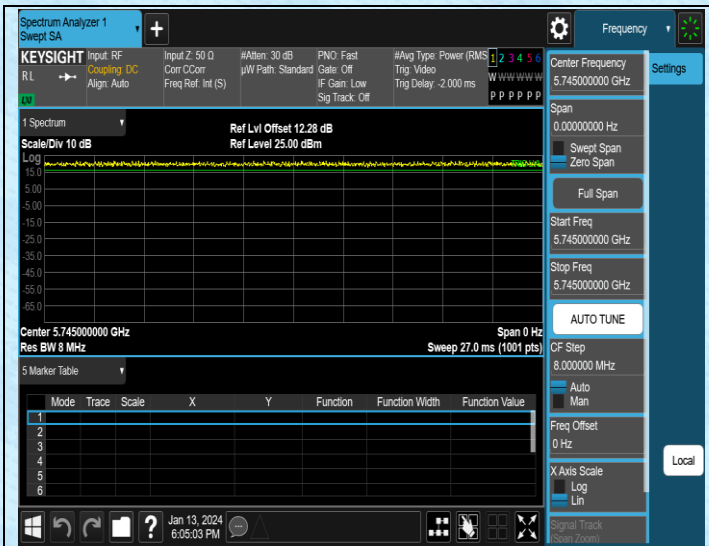 Spectrum Analyzer 1
Swept SA
Frequency
KEYSIGHT
RL
LXI
Input: RF
Coupling: DC
Align: Auto
Input Z: 50 Ω
Corr CCorr
Freq Ref: Int (S)
#Atten: 30 dB
µW Path: Standard
PNO: Fast
Gate: Off
IF Gain: Low
Sig Track: Off
#Avg Type: Power (RMS
Trig: Video
Trig Delay: -2.000 ms
1 2 3 4 5 6
W W W W W W
P P P P P P
1 Spectrum
Scale/Div 10 dB
Ref Lvl Offset 12.28 dB
Ref Level 25.00 dBm
Log
15.0
5.00
-5.00
-15.0
-25.0
-35.0
-45.0
-55.0
-65.0
Center 5.745000000 GHz
Span 0 Hz
Res BW 8 MHz
Sweep 27.0 ms (1001 pts)
5 Marker Table
Mode Trace Scale X Y Function Function Width Function Value
1
2
3
4
5
6
Jan 13, 2024
6:05:03 PM
Center Frequency
5.745000000 GHz
Settings
Span
0.00000000 Hz
Swept Span
Zero Span
Full Span
Start Freq
5.745000000 GHz
Stop Freq
5.745000000 GHz
AUTO TUNE
CF Step
8.000000 MHz
Auto
Man
Freq Offset
0 Hz
Local
X Axis Scale
Log
Lin
Signal Track
(Span Zoom)